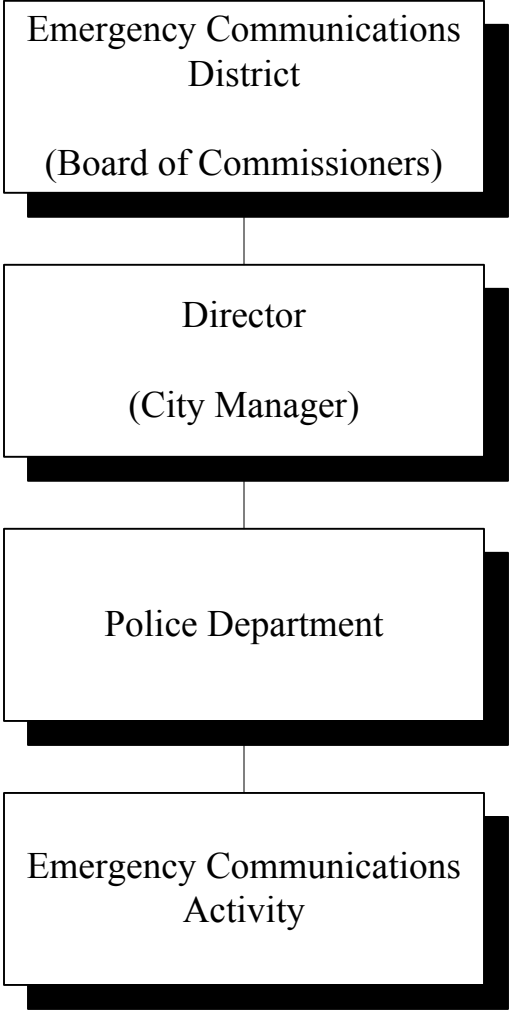 Emergency Communications
District
(Board of Commissioners)
Director
(City Manager)
Police Department
Emergency Communications
Activity